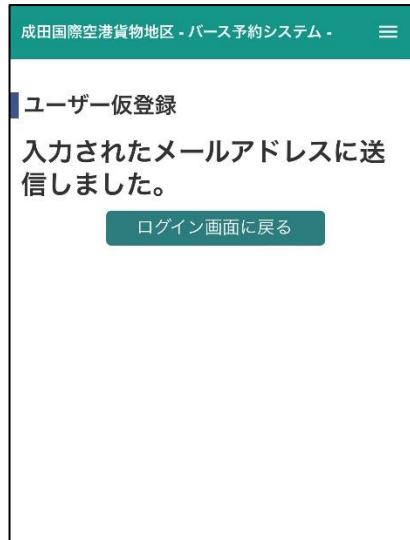 成田国際空港貨物地区 - バース予約システム -
ユーザー仮登録
入力されたメールアドレスに送
信しました。
ログイン画面に戻る